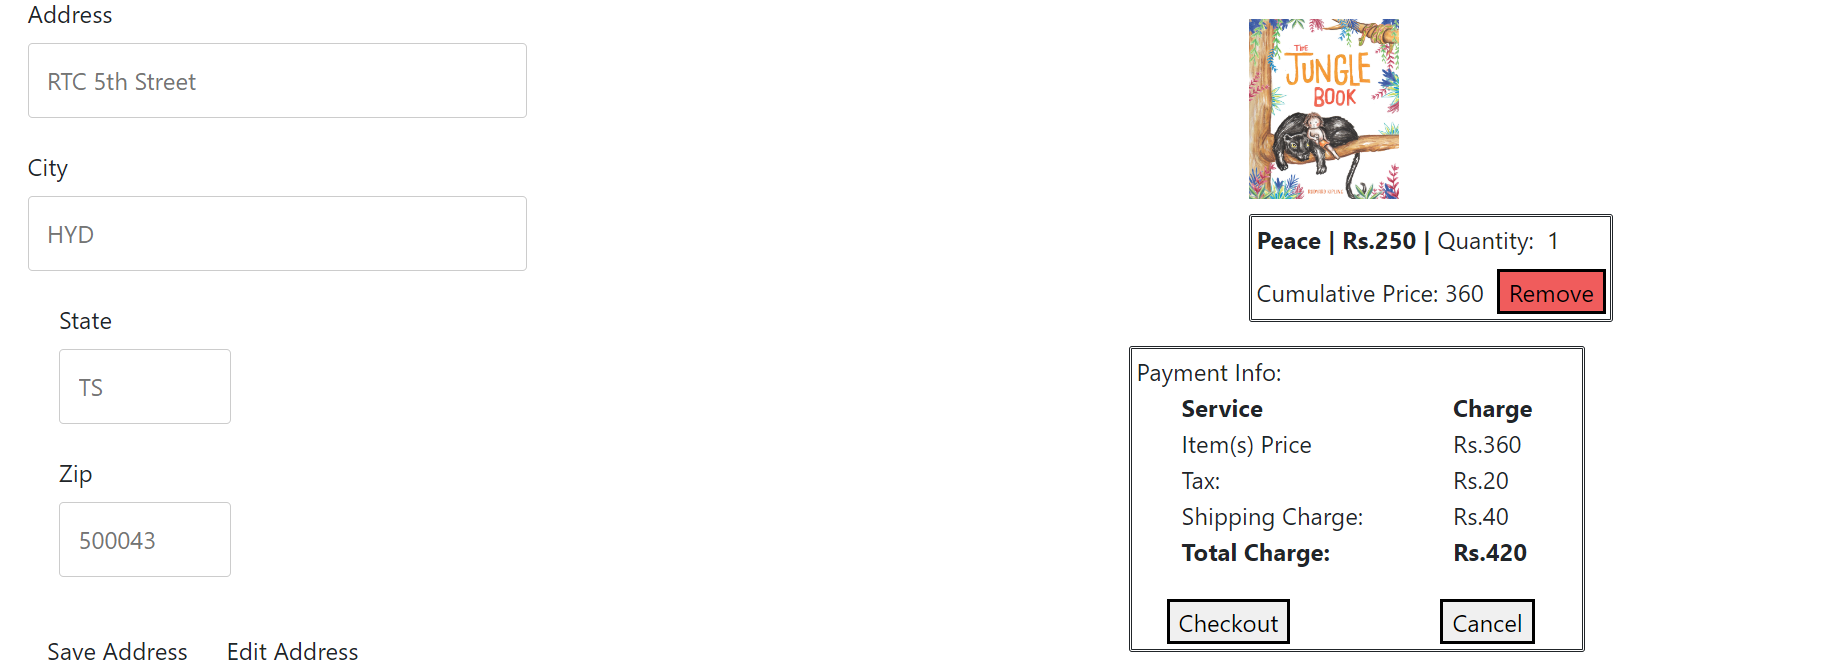 Address
RTC 5th Street
City
HYD
State
TS
Zip
500043
Save Address Edit Address
THE
JUNGLE
BOOK
RUDYARD KIPLING
Peace | Rs.250 | Quantity: 1
Cumulative Price: 360 Remove
Payment Info:
Service Charge
Item(s) Price Rs.360
Tax: Rs.20
Shipping Charge: Rs.40
Total Charge: Rs.420
Checkout Cancel